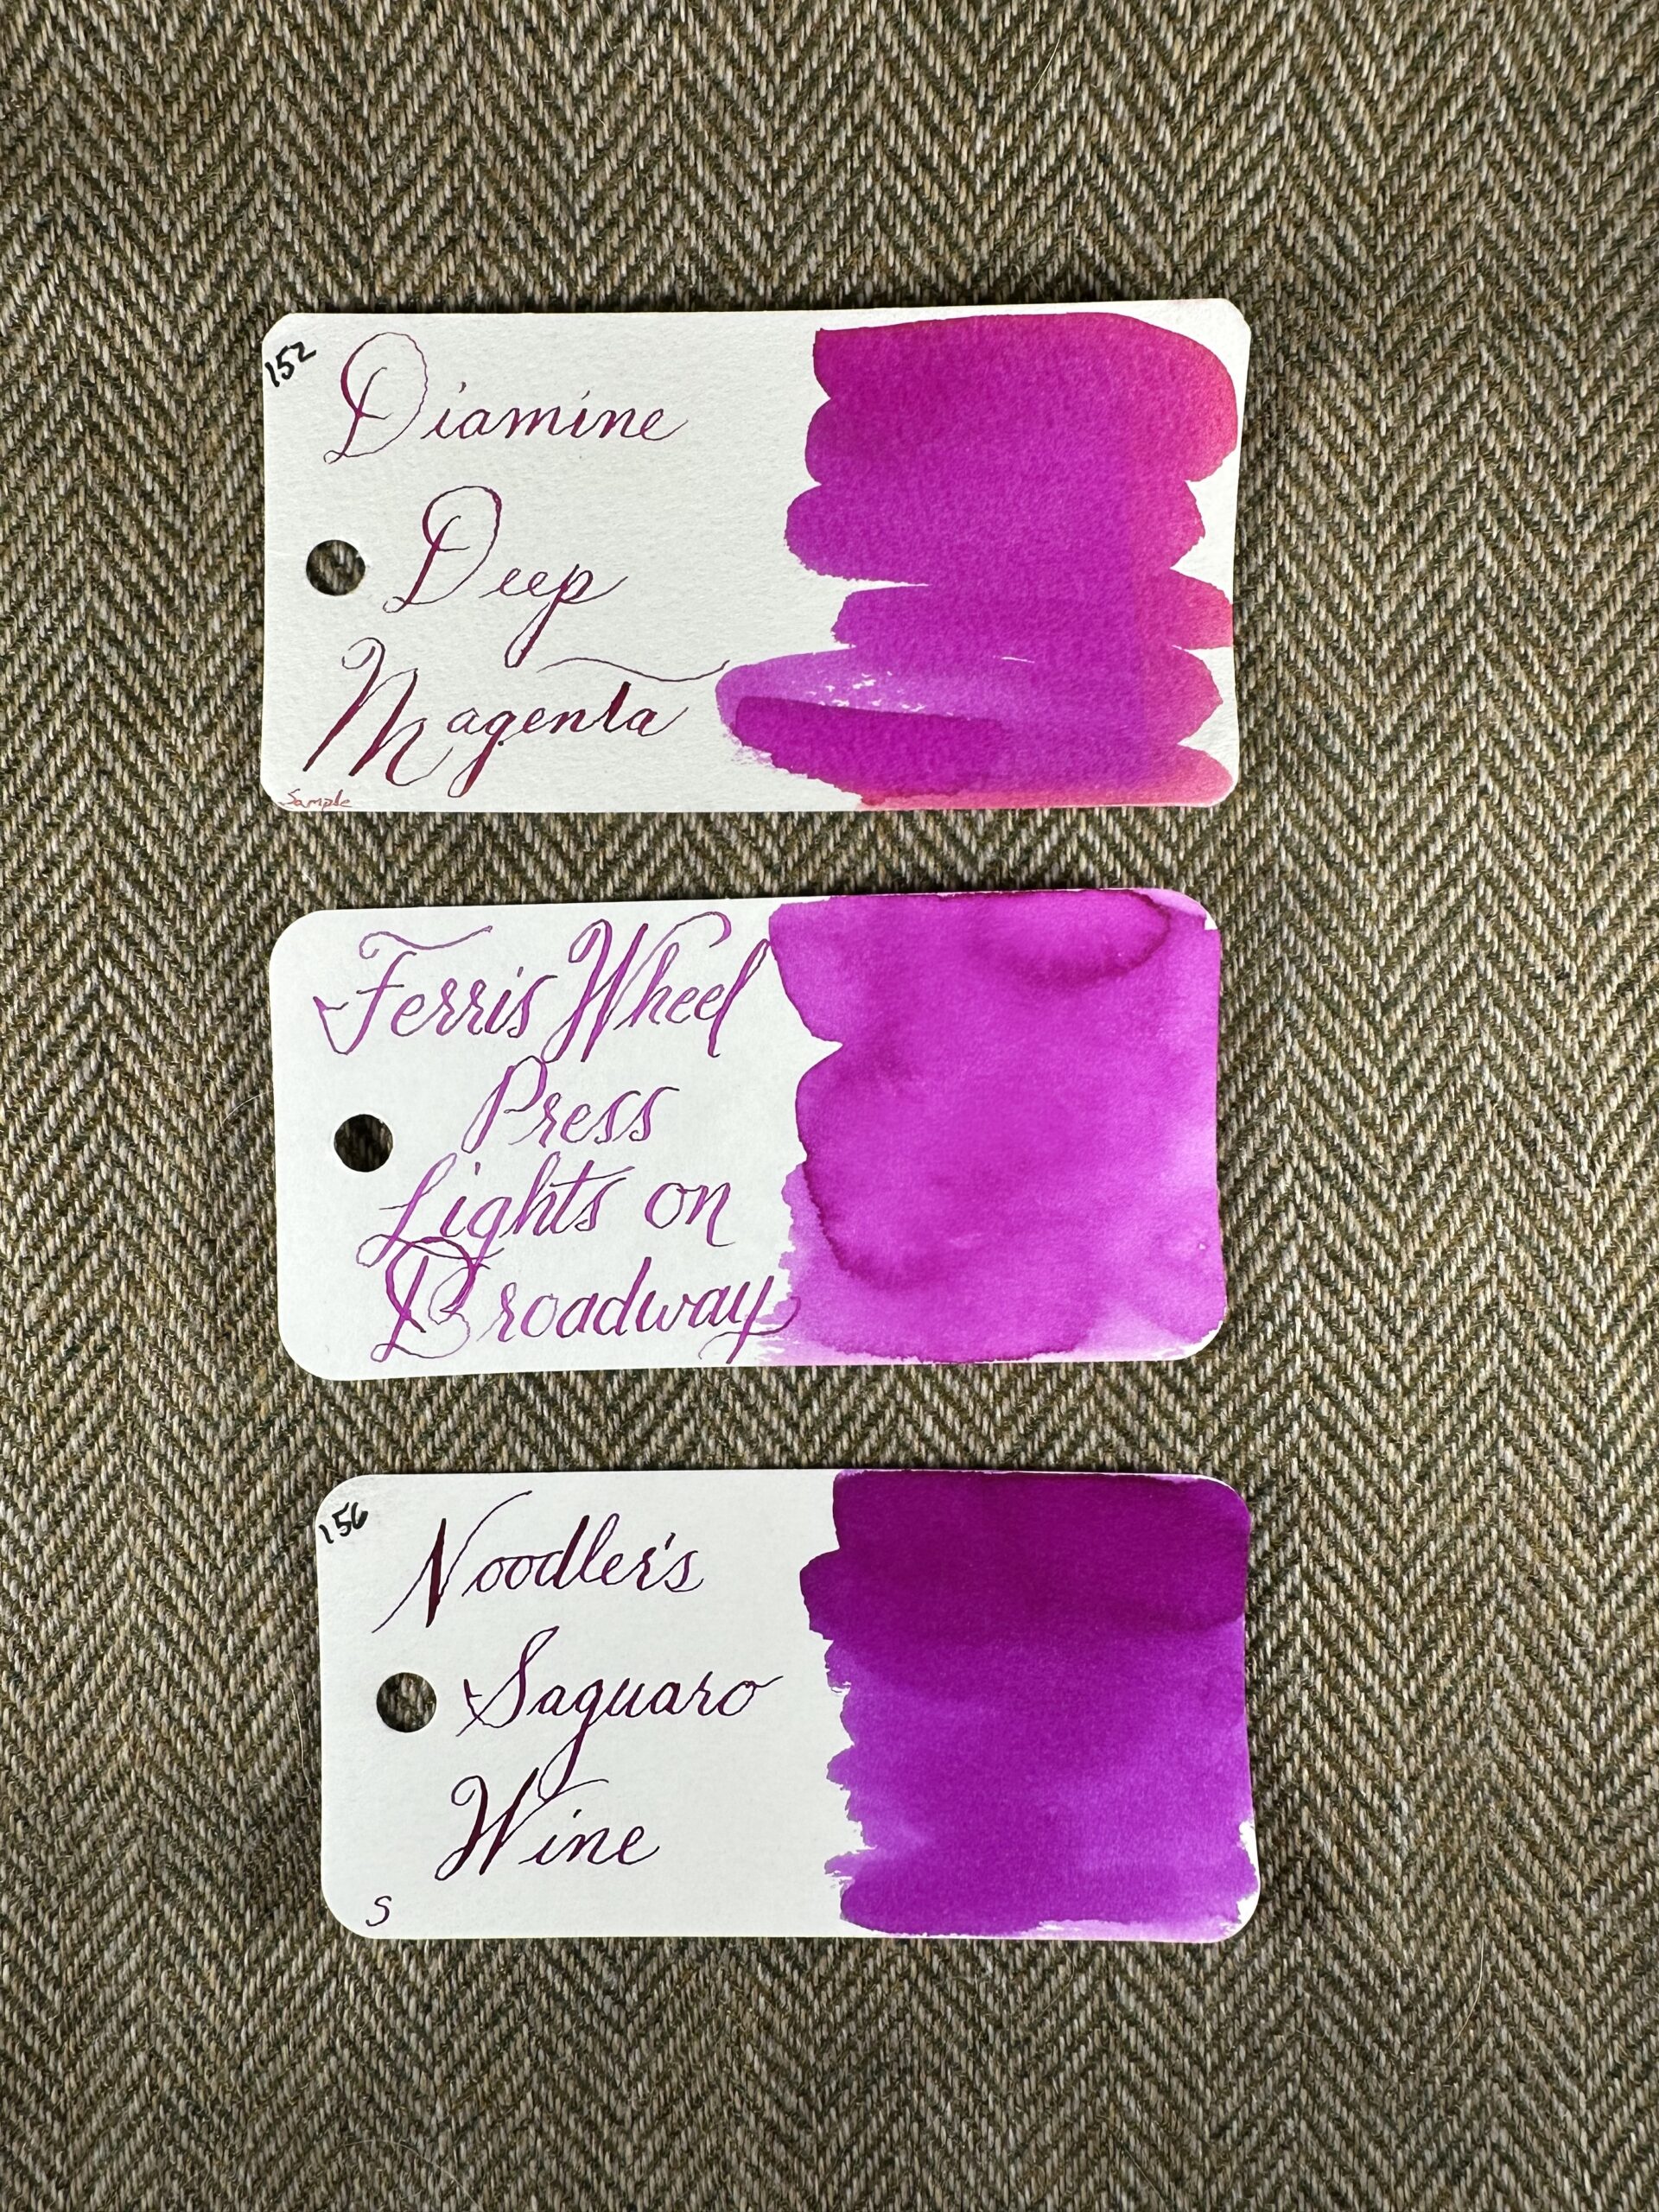 152
Diamine
Deep
Magenta
Sample
Ferris Wheel
Press
Lights on
Broadway
156
Noodler's
Saguaro
Wine
S